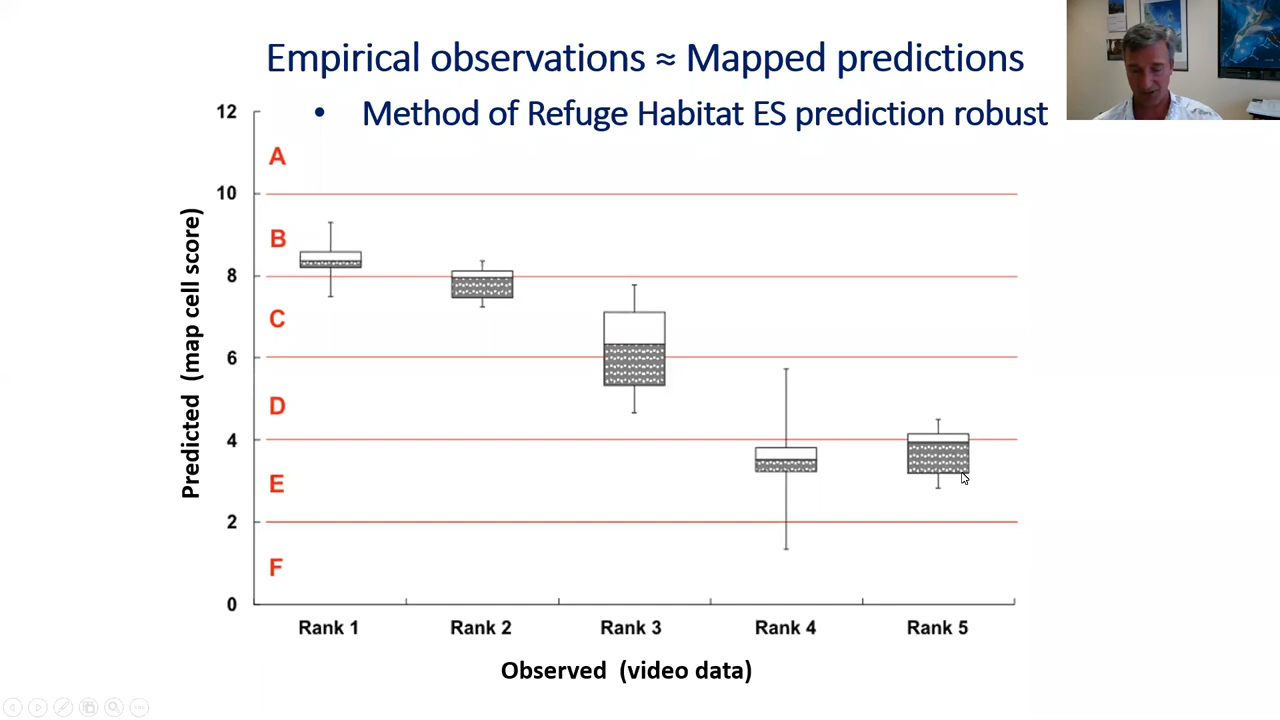 Empirical observations ≈ Mapped predictions
• Method of Refuge Habitat ES prediction robust
12
10
8
6
4
2
0
A
B
C
D
E
F
Predicted (map cell score)
Rank 1 Rank 2 Rank 3 Rank 4 Rank 5
Observed (video data)